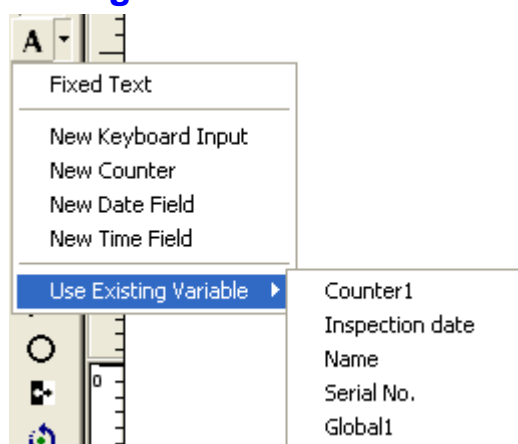 A
Fixed Text
New Keyboard Input
New Counter
New Date Field
New Time Field
Use Existing Variable
Counter1
Inspection date
Name
Serial No.
Global1
0